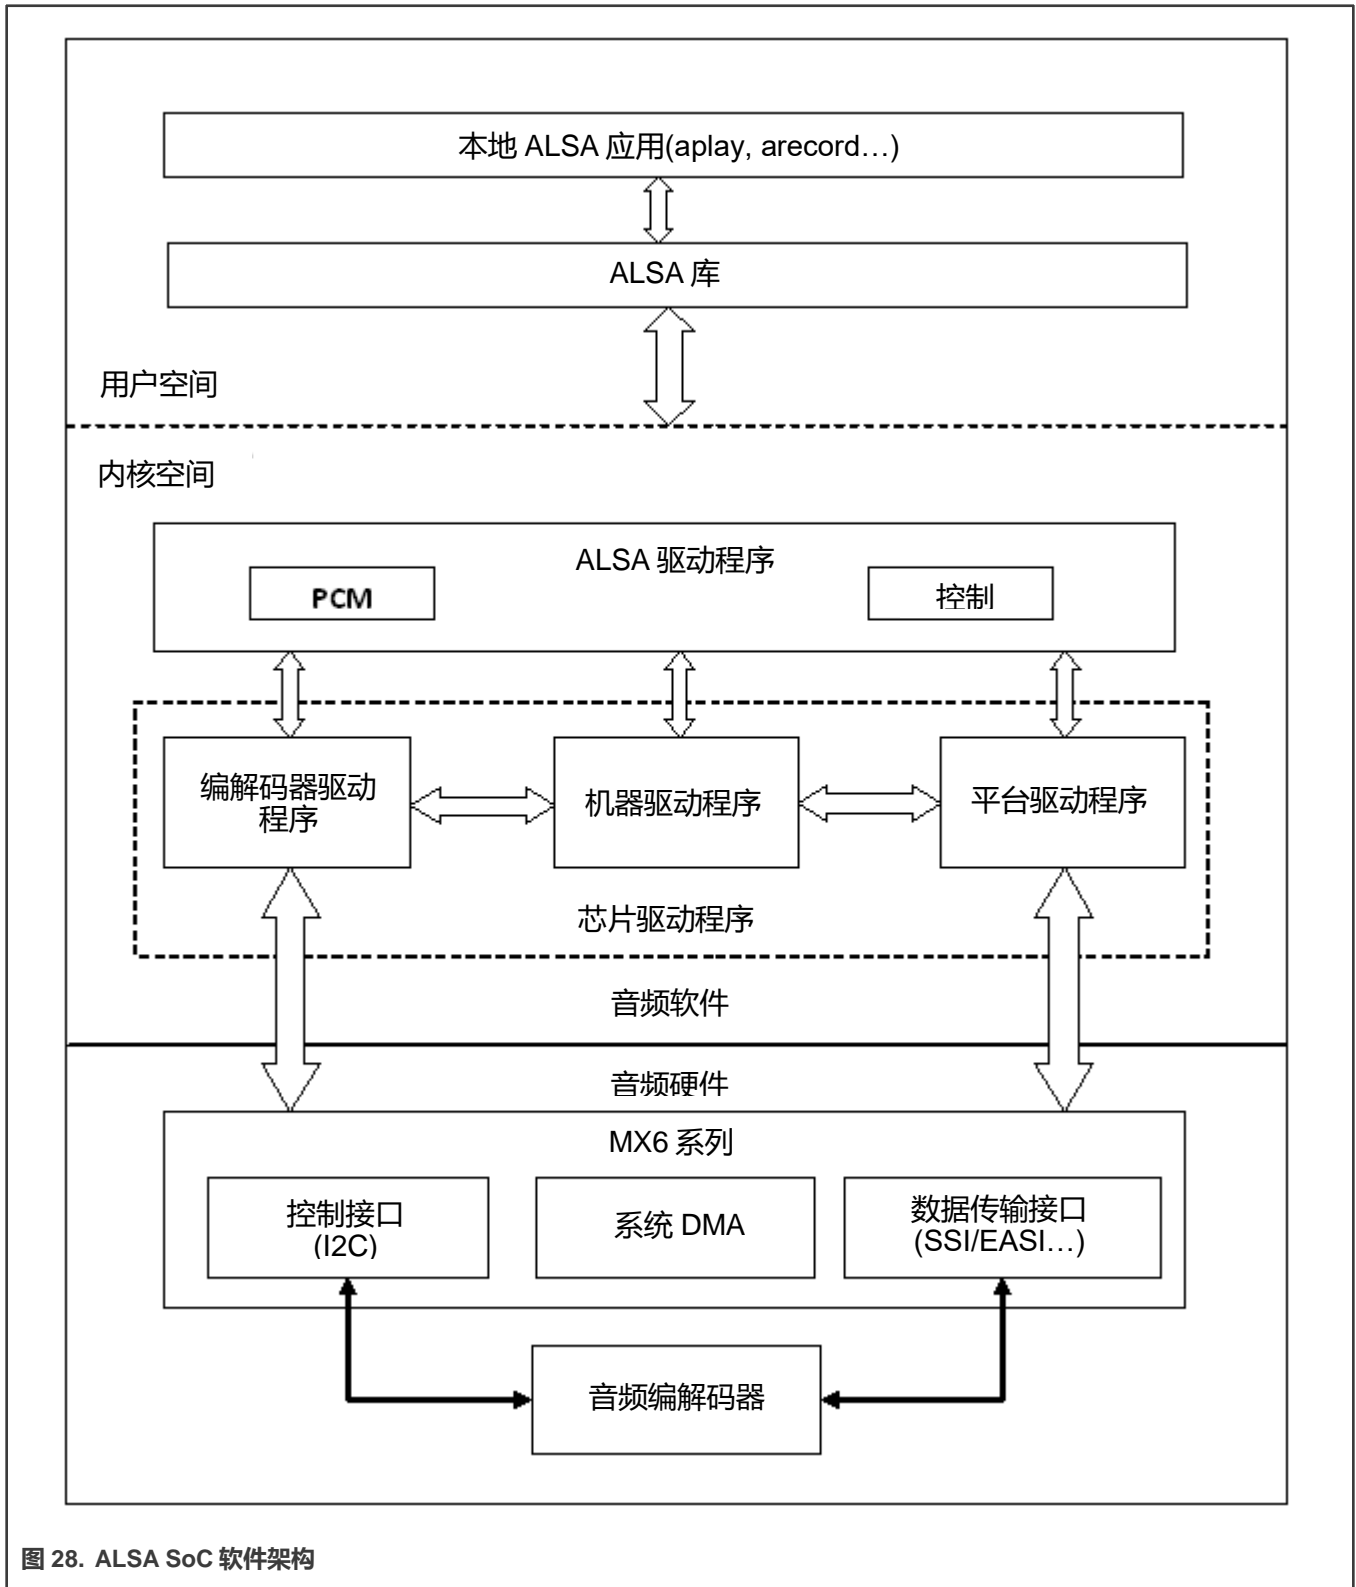 本地 ALSA 应用(aplay, arecord…)
ALSA 库
用户空间
内核空间
ALSA 驱动程序
PCM
控制
编解码器驱动
程序
机器驱动程序
平台驱动程序
芯片驱动程序
音频软件
音频硬件
MX6 系列
控制接口
(I2C)
系统 DMA
数据传输接口
(SSI/EASI…)
音频编解码器
图 28. ALSA SoC 软件架构